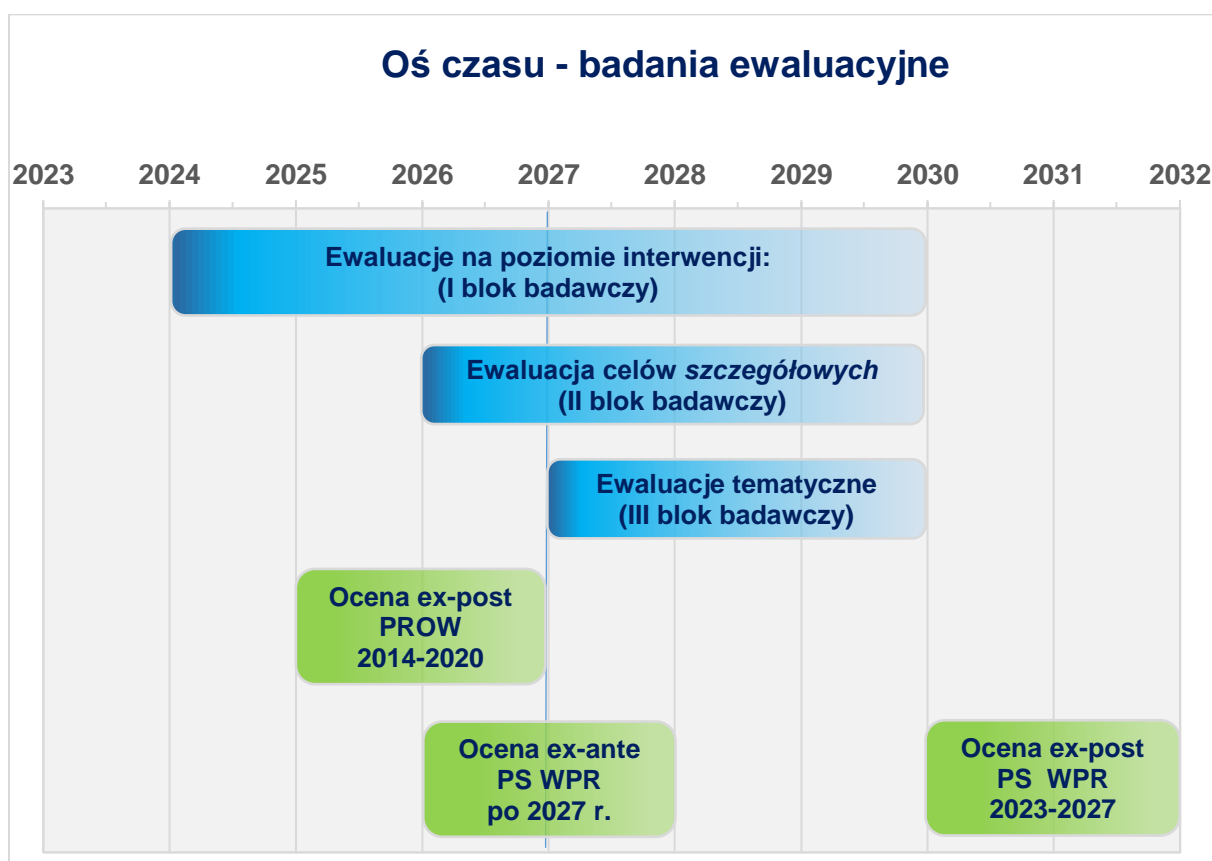 Oś czasu - badania ewaluacyjne
2023 2024 2025 2026 2027 2028 2029 2030 2031 2032
Ewaluacje na poziomie interwencji:
(I blok badawczy)
Ewaluacja celów szczegółowych
(II blok badawczy)
Ewaluacje tematyczne
(III blok badawczy)
Ocena ex-post
PROW
2014-2020
Ocena ex-ante
PS WPR
po 2027 r.
Ocena ex-post
PS WPR
2023-2027